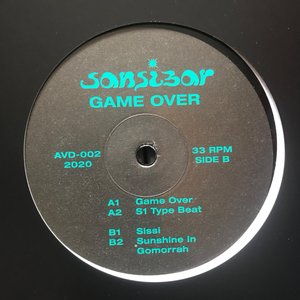 Sansibar
GAME OVER
AVD-002
2020
33 RPM
SIDE B
A1 Game Over
A2 S1 Type Beat
B1 Sissi
B2 Sunshine in
Gomorrah